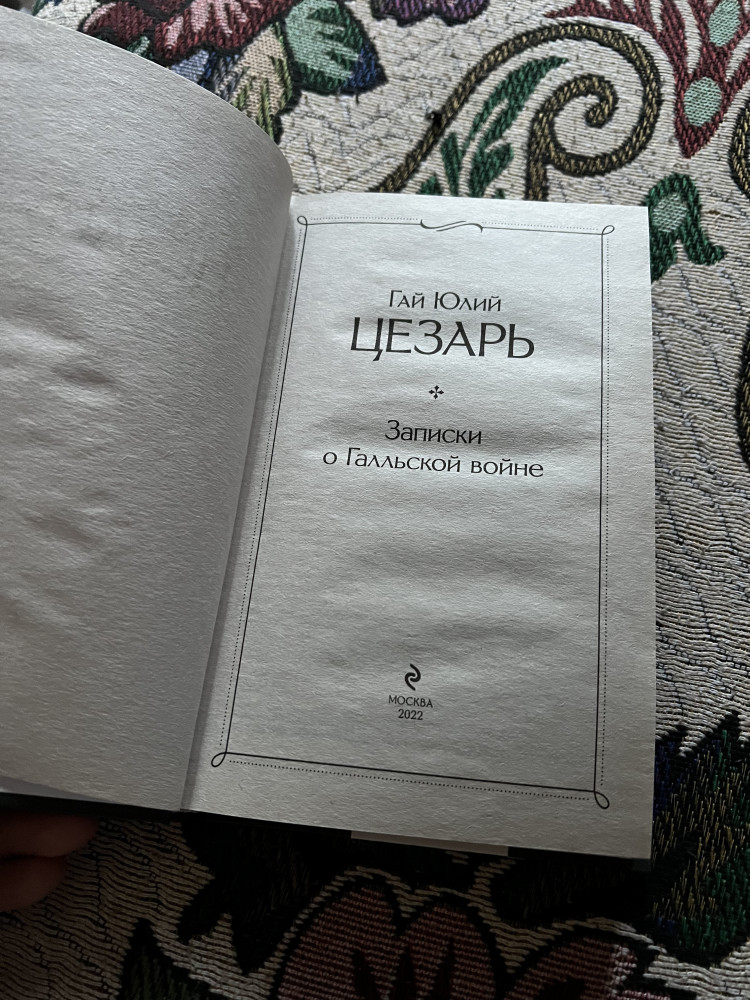 Гай Юлий
ЦЕЗАРЬ
Записки
о Галльской войне
МОСКВА
2022